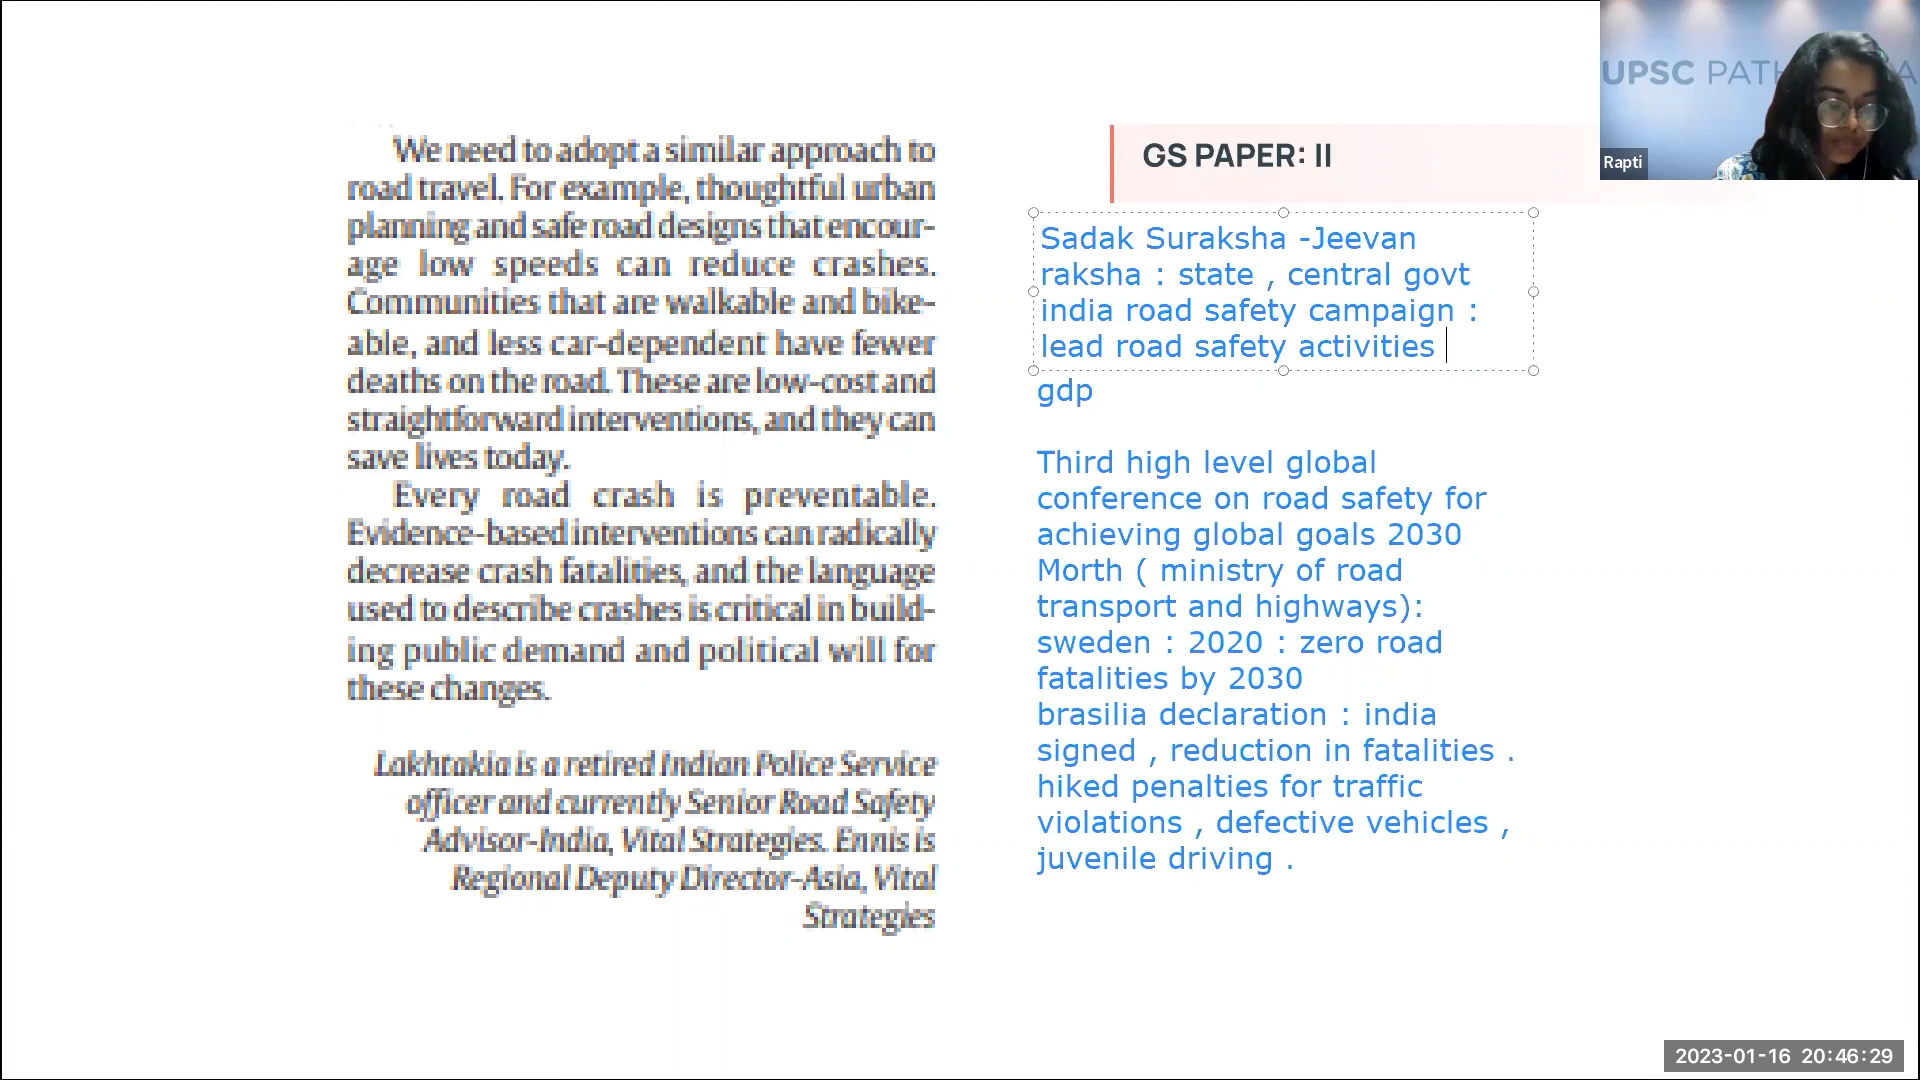 We need to adopt a similar approach to
road travel. For example, thoughtful urban
planning and safe road designs that encour-
age low speeds can reduce crashes.
Communities that are walkable and bike-
able, and less car-dependent have fewer
deaths on the road. These are low-cost and
straightforward interventions, and they can
save lives today.
Every road crash is preventable.
Evidence-based interventions can radically
decrease crash fatalities, and the language
used to describe crashes is critical in build-
ing public demand and political will for
these changes.
Lakhtakia is a retired Indian Police Service
officer and currently Senior Road Safety
Advisor-India, Vital Strategies. Ennis is
Regional Deputy Director-Asia, Vital
Strategies
GS PAPER: II
Sadak Suraksha -Jeevan
raksha : state , central govt
india road safety campaign :
lead road safety activities
gdp
Third high level global
conference on road safety for
achieving global goals 2030
Morth ( ministry of road
transport and highways):
sweden : 2020 : zero road
fatalities by 2030
brasilia declaration : india
signed , reduction in fatalities .
hiked penalties for traffic
violations , defective vehicles ,
juvenile driving .
UPSC
Rapti
2023-01-16 20:46:29